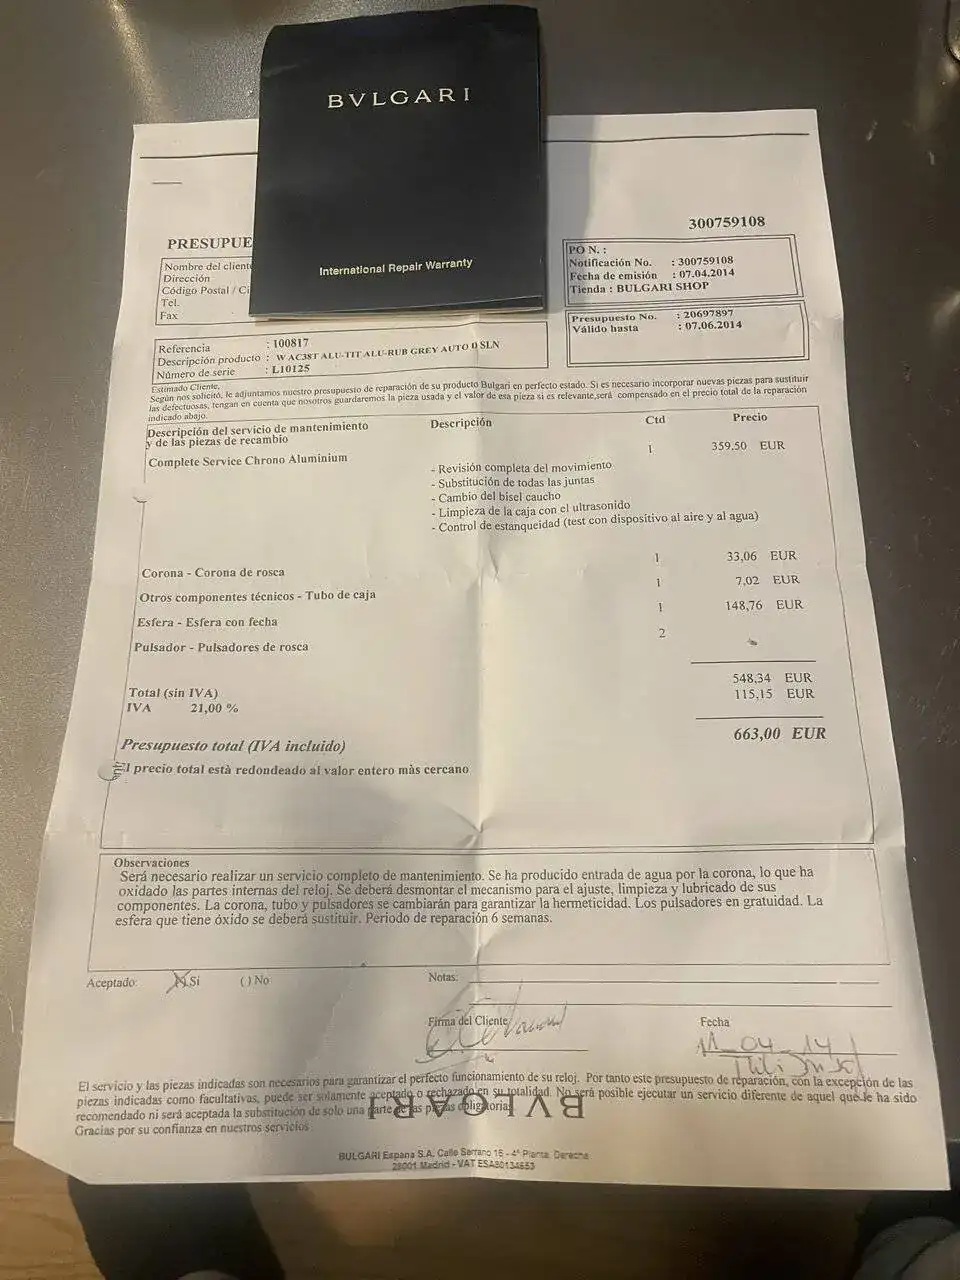 BVLGARI
International Repair Warranty
300759108
PRESUPUE
Nombre del cliente
Dirección
Código Postal / Ci
Tel.
Fax
PO N. :
Notificación No. : 300759108
Fecha de emisión : 07.04.2014
Tienda : BULGARI SHOP
Presupuesto No. : 20697897
Válido hasta : 07.06.2014
Referencia : 100817
Descripción producto : W AC38T ALU-TIT ALU-RUB GREY AUTO 0 SLN
Número de serie : L10125
Estimado Cliente,
Según nos solicitó, le adjuntamos nuestro presupuesto de reparación de su producto Bulgari en perfecto estado. Si es necesario incorporar nuevas piezas para sustituir
las defectuosas, tengan en cuenta que nosotros guardaremos la pieza usada y el valor de esa pieza si es relevante,será compensado en el precio total de la reparación
indicado abajo.
Descripción del servicio de mantenimiento Descripción Ctd Precio
y de las piezas de recambio
Complete Service Chrono Aluminium 1 359,50 EUR
- Revisión completa del movimiento
- Substitución de todas las juntas
- Cambio del bisel caucho
- Limpieza de la caja con el ultrasonido
- Control de estanqueidad (test con dispositivo al aire y al agua)
Corona - Corona de rosca 1 33,06 EUR
Otros componentes técnicos - Tubo de caja 1 7,02 EUR
Esfera - Esfera con fecha 1 148,76 EUR
Pulsador - Pulsadores de rosca 2
Total (sin IVA) 548,34 EUR
IVA 21,00 % 115,15 EUR
Presupuesto total (IVA incluido) 663,00 EUR
El precio total està redondeado al valor entero màs cercano
Observaciones
Será necesario realizar un servicio completo de mantenimiento. Se ha producido entrada de agua por la corona, lo que ha
oxidado las partes internas del reloj. Se deberá desmontar el mecanismo para el ajuste, limpieza y lubricado de sus
componentes. La corona, tubo y pulsadores se cambiarán para garantizar la hermeticidad. Los pulsadores en gratuidad. La
esfera que tiene óxido se deberá sustituir. Periodo de reparación 6 semanas.
Aceptado: (X) Si ( ) No Notas:
Firma del Cliente Fecha
11_04_14
El servicio y las piezas indicadas son necesarios para garantizar el perfecto funcionamiento de su reloj. Por tanto este presupuesto de reparación, con la excepción de las
piezas indicadas como facultativas, puede ser solamente aceptado o rechazado en su totalidad. No será posible ejecutar un servicio diferente de aquel que le ha sido
recomendado ni será aceptada la substitución de solo una parte de las piezas obligatorias.
Gracias por su confianza en nuestros servicios
BVLGARI
BULGARI Espana S.A. Calle Serrano 16 - 4ª Planta. Derecha
28001 Madrid - VAT ESA80134553